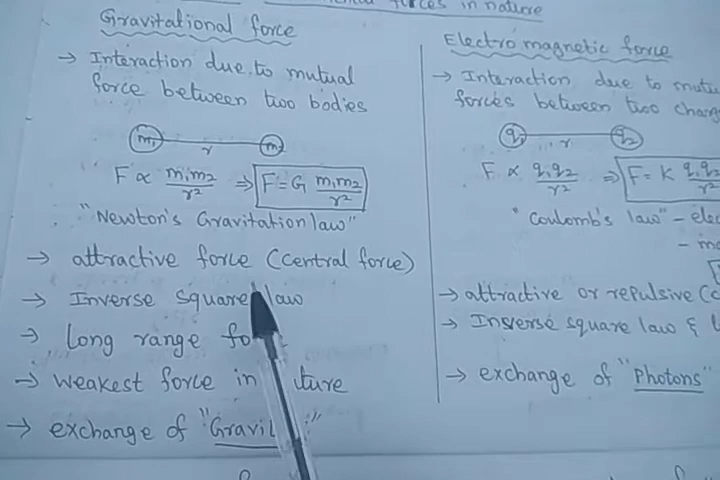 forces in nature
Gravitational force
→ Interaction due to mutual
force between two bodies
m₁ r m₂
F ∝ m₁m₂/r² ⇒ F = G m₁m₂/r²
"Newton's Gravitation law"
→ attractive force (central force)
→ Inverse square law
→ long range
→ weakest force in
→ exchange of "
Electromagnetic force
→ Interaction due to
forces between two
q₁ r q₂
F ∝ q₁q₂/r² ⇒ F = K
"Coulomb's law" –
→ attractive or repulsive
→ Inverse square law &
→ exchange of "Photons"